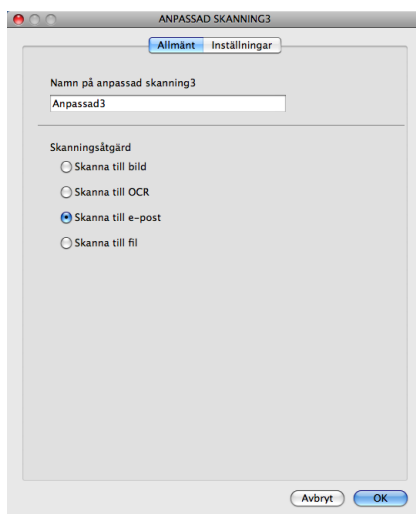 ANPASSAD SKANNING3
Allmänt Inställningar
Namn på anpassad skanning3
Anpassad3
Skanningsåtgärd
Skanna till bild
Skanna till OCR
Skanna till e-post
Skanna till fil
Avbryt OK